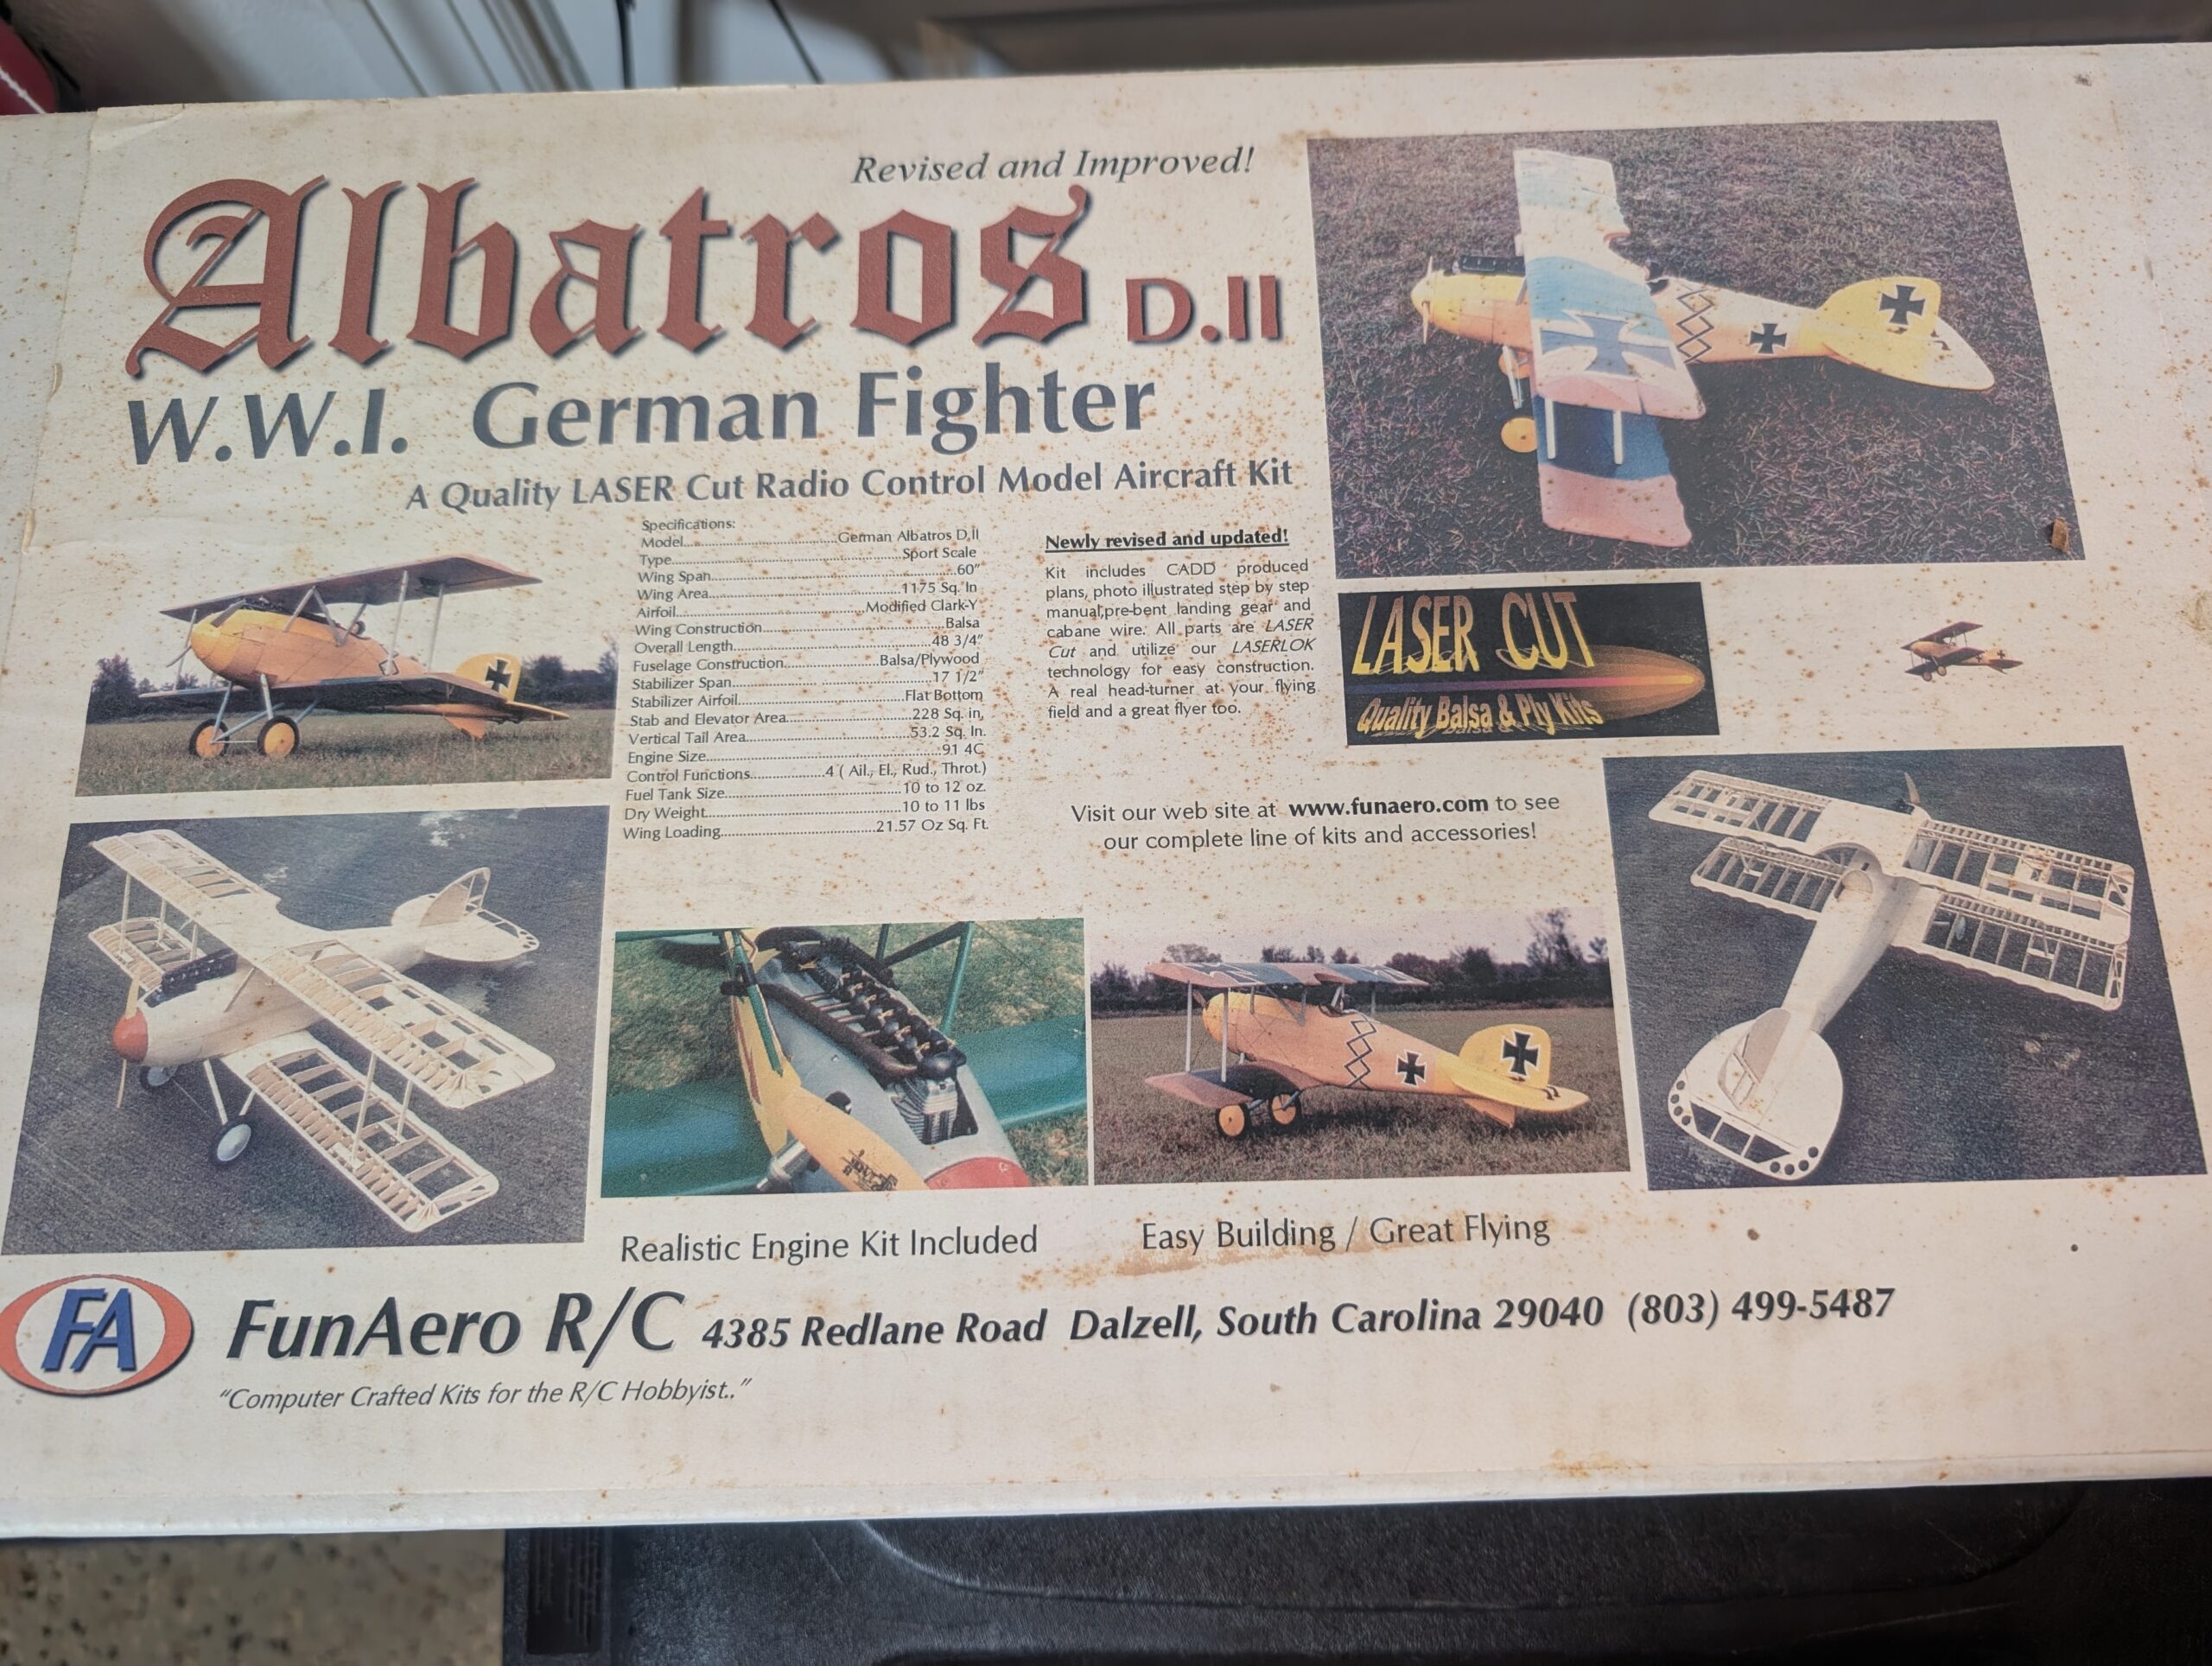 Revised and Improved!
Albatros D.II
W.W.I. German Fighter
A Quality LASER Cut Radio Control Model Aircraft Kit
Specifications:
Model....................................German Albatros D.II
Type....................................Sport Scale
Wing Span....................................60"
Wing Area....................................1175 Sq. In
Airfoil....................................Modified Clark-Y
Wing Construction....................................Balsa
Overall Length....................................48 3/4"
Fuselage Construction....................Balsa/Plywood
Stabilizer Span....................................17 1/2"
Stabilizer Airfoil....................................Flat Bottom
Stab and Elevator Area....................228 Sq. in.
Vertical Tail Area....................................53.2 Sq. In.
Engine Size....................................91 4C
Control Functions....................4 ( Ail., El., Rud., Throt.)
Fuel Tank Size....................................10 to 12 oz.
Dry Weight....................................10 to 11 lbs
Wing Loading....................................21.57 Oz Sq. Ft.
Newly revised and updated!
Kit includes CADD produced
plans, photo illustrated step by step
manual,pre-bent landing gear and
cabane wire. All parts are LASER
Cut and utilize our LASERLOK
technology for easy construction.
A real head-turner at your flying
field and a great flyer too.
LASER CUT
Quality Balsa & Ply Kits
Visit our web site at www.funaero.com to see
our complete line of kits and accessories!
Realistic Engine Kit Included
Easy Building / Great Flying
FA
FunAero R/C 4385 Redlane Road Dalzell, South Carolina 29040 (803) 499-5487
"Computer Crafted Kits for the R/C Hobbyist.."